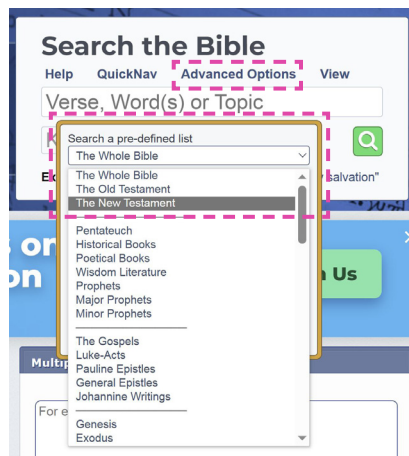 Search the Bible
Help QuickNav Advanced Options View
Verse, Word(s) or Topic
Search a pre-defined list
The Whole Bible
The Whole Bible
The Old Testament
The New Testament
salvation"
Pentateuch
Historical Books
Poetical Books
Wisdom Literature
Prophets
Major Prophets
Minor Prophets
on
Us
The Gospels
Luke-Acts
Pauline Epistles
General Epistles
Johannine Writings
Genesis
Exodus
For e